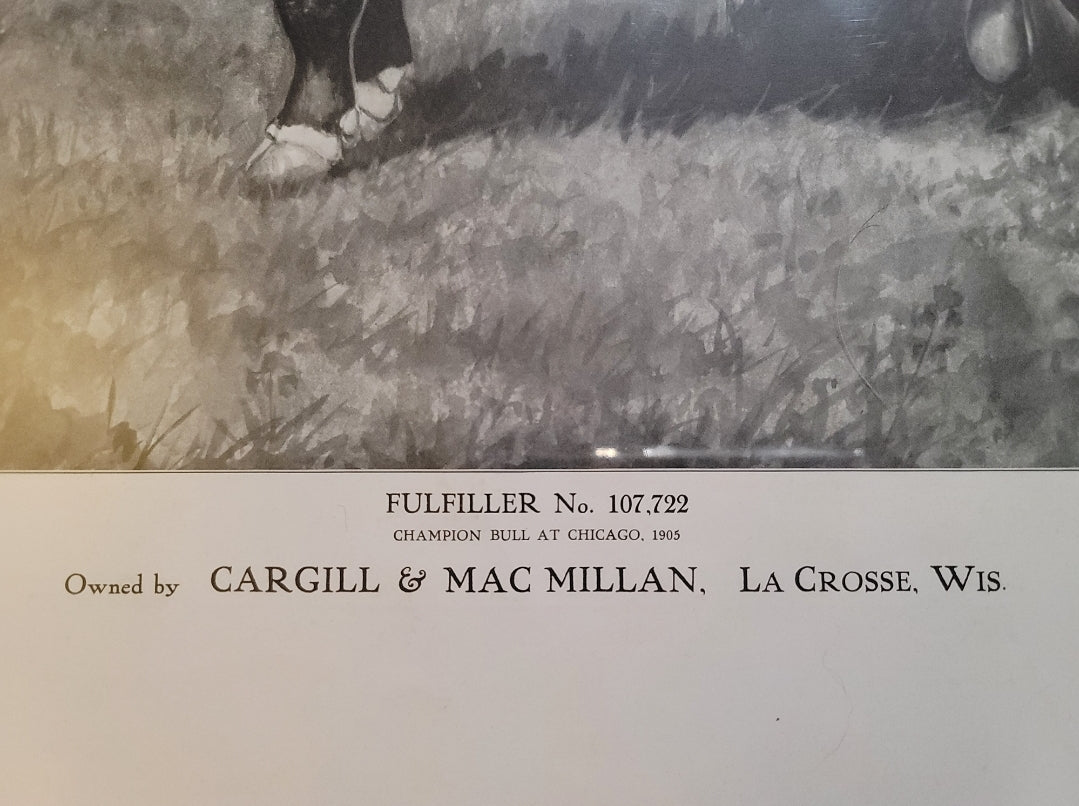 FULFILLER No. 107,722
CHAMPION BULL AT CHICAGO, 1905
Owned by CARGILL & MAC MILLAN, LA CROSSE, WIS.